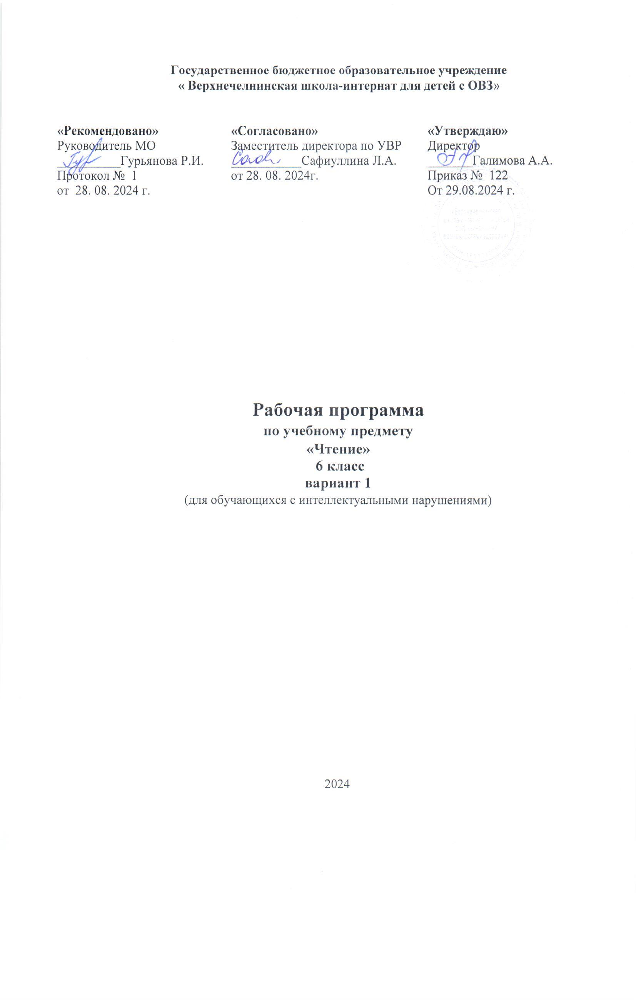 Государственное бюджетное образовательное учреждение
« Верхнечелнинская школа-интернат для детей с ОВЗ»
«Рекомендовано»
Руководитель МО
__________Гурьянова Р.И.
Протокол № 1
от 28. 08. 2024 г.
«Согласовано»
Заместитель директора по УВР
___________Сафиуллина Л.А.
от 28. 08. 2024г.
«Утверждаю»
Директор
_______Галимова А.А.
Приказ № 122
От 29.08.2024 г.
Рабочая программа
по учебному предмету
«Чтение»
6 класс
вариант 1
(для обучающихся с интеллектуальными нарушениями)
2024